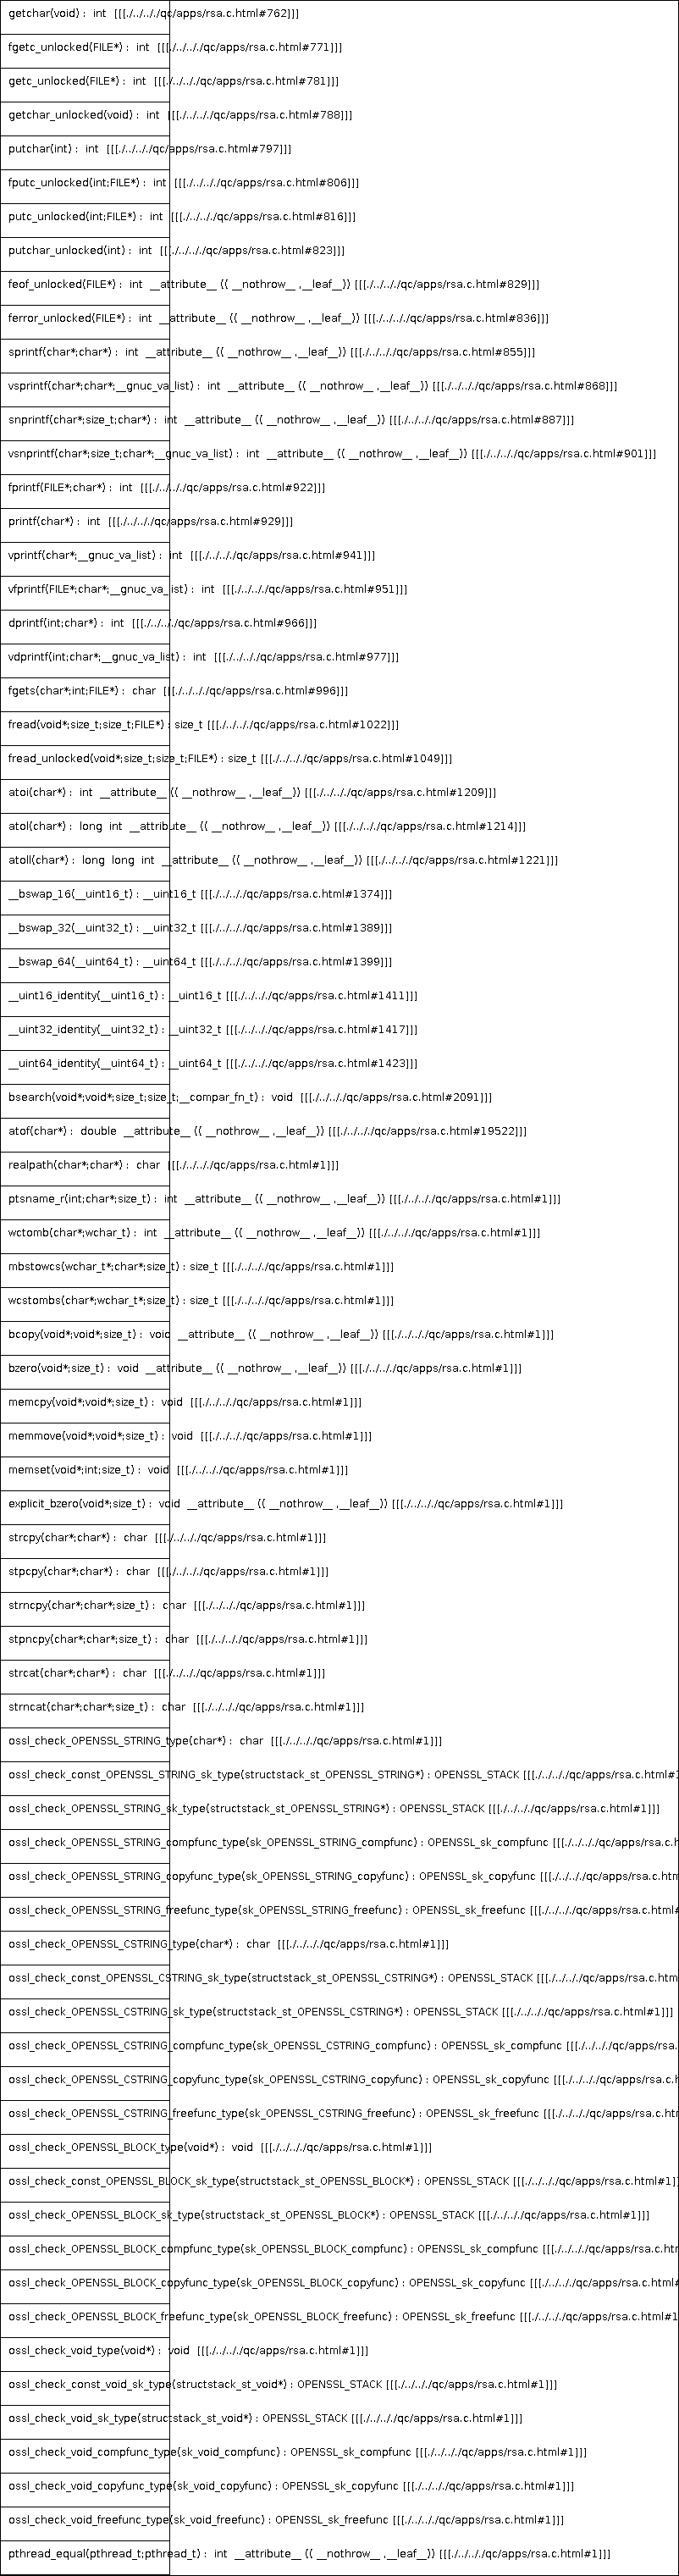 getchar(void) :  int  [[[./../../qc/apps/rsa.c.html#762]]]
fgetc_unlocked(FILE*) :  int  [[[./../../qc/apps/rsa.c.html#771]]]
getc_unlocked(FILE*) :  int  [[[./../../qc/apps/rsa.c.html#781]]]
getchar_unlocked(void) :  int  [[[./../../qc/apps/rsa.c.html#788]]]
putchar(int) :  int  [[[./../../qc/apps/rsa.c.html#797]]]
fputc_unlocked(int;FILE*) :  int  [[[./../../qc/apps/rsa.c.html#806]]]
putc_unlocked(int;FILE*) :  int  [[[./../../qc/apps/rsa.c.html#816]]]
putchar_unlocked(int) :  int  [[[./../../qc/apps/rsa.c.html#823]]]
feof_unlocked(FILE*) :  int  __attribute__ (( __nothrow__ ,__leaf__)) [[[./../../qc/apps/rsa.c.html#829]]]
ferror_unlocked(FILE*) :  int  __attribute__ (( __nothrow__ ,__leaf__)) [[[./../../qc/apps/rsa.c.html#836]]]
sprintf(char*;char*) :  int  __attribute__ (( __nothrow__ ,__leaf__)) [[[./../../qc/apps/rsa.c.html#855]]]
vsprintf(char*;char*;__gnuc_va_list) :  int  __attribute__ (( __nothrow__ ,__leaf__)) [[[./../../qc/apps/rsa.c.html#868]]]
snprintf(char*;size_t;char*) :  int  __attribute__ (( __nothrow__ ,__leaf__)) [[[./../../qc/apps/rsa.c.html#887]]]
vsnprintf(char*;size_t;char*;__gnuc_va_list) :  int  __attribute__ (( __nothrow__ ,__leaf__)) [[[./../../qc/apps/rsa.c.html#901]]]
fprintf(FILE*;char*) :  int  [[[./../../qc/apps/rsa.c.html#922]]]
printf(char*) :  int  [[[./../../qc/apps/rsa.c.html#929]]]
vprintf(char*;__gnuc_va_list) :  int  [[[./../../qc/apps/rsa.c.html#941]]]
vfprintf(FILE*;char*;__gnuc_va_list) :  int  [[[./../../qc/apps/rsa.c.html#951]]]
dprintf(int;char*) :  int  [[[./../../qc/apps/rsa.c.html#966]]]
vdprintf(int;char*;__gnuc_va_list) :  int  [[[./../../qc/apps/rsa.c.html#977]]]
fgets(char*;int;FILE*) :  char  [[[./../../qc/apps/rsa.c.html#996]]]
fread(void*;size_t;size_t;FILE*) : size_t [[[./../../qc/apps/rsa.c.html#1022]]]
fread_unlocked(void*;size_t;size_t;FILE*) : size_t [[[./../../qc/apps/rsa.c.html#1049]]]
atoi(char*) :  int  __attribute__ (( __nothrow__ ,__leaf__)) [[[./../../qc/apps/rsa.c.html#1209]]]
atol(char*) :  long  int  __attribute__ (( __nothrow__ ,__leaf__)) [[[./../../qc/apps/rsa.c.html#1214]]]
atoll(char*) :  long  long  int  __attribute__ (( __nothrow__ ,__leaf__)) [[[./../../qc/apps/rsa.c.html#1221]]]
__bswap_16(__uint16_t) : __uint16_t [[[./../../qc/apps/rsa.c.html#1374]]]
__bswap_32(__uint32_t) : __uint32_t [[[./../../qc/apps/rsa.c.html#1389]]]
__bswap_64(__uint64_t) : __uint64_t [[[./../../qc/apps/rsa.c.html#1399]]]
__uint16_identity(__uint16_t) : __uint16_t [[[./../../qc/apps/rsa.c.html#1411]]]
__uint32_identity(__uint32_t) : __uint32_t [[[./../../qc/apps/rsa.c.html#1417]]]
__uint64_identity(__uint64_t) : __uint64_t [[[./../../qc/apps/rsa.c.html#1423]]]
bsearch(void*;void*;size_t;size_t;__compar_fn_t) :  void  [[[./../../qc/apps/rsa.c.html#2091]]]
atof(char*) :  double  __attribute__ (( __nothrow__ ,__leaf__)) [[[./../../qc/apps/rsa.c.html#19522]]]
realpath(char*;char*) :  char  [[[./../../qc/apps/rsa.c.html#1]]]
ptsname_r(int;char*;size_t) :  int  __attribute__ (( __nothrow__ ,__leaf__)) [[[./../../qc/apps/rsa.c.html#1]]]
wctomb(char*;wchar_t) :  int  __attribute__ (( __nothrow__ ,__leaf__)) [[[./../../qc/apps/rsa.c.html#1]]]
mbstowcs(wchar_t*;char*;size_t) : size_t [[[./../../qc/apps/rsa.c.html#1]]]
wcstombs(char*;wchar_t*;size_t) : size_t [[[./../../qc/apps/rsa.c.html#1]]]
bcopy(void*;void*;size_t) :  void  __attribute__ (( __nothrow__ ,__leaf__)) [[[./../../qc/apps/rsa.c.html#1]]]
bzero(void*;size_t) :  void  __attribute__ (( __nothrow__ ,__leaf__)) [[[./../../qc/apps/rsa.c.html#1]]]
memcpy(void*;void*;size_t) :  void  [[[./../../qc/apps/rsa.c.html#1]]]
memmove(void*;void*;size_t) :  void  [[[./../../qc/apps/rsa.c.html#1]]]
memset(void*;int;size_t) :  void  [[[./../../qc/apps/rsa.c.html#1]]]
explicit_bzero(void*;size_t) :  void  __attribute__ (( __nothrow__ ,__leaf__)) [[[./../../qc/apps/rsa.c.html#1]]]
strcpy(char*;char*) :  char  [[[./../../qc/apps/rsa.c.html#1]]]
stpcpy(char*;char*) :  char  [[[./../../qc/apps/rsa.c.html#1]]]
strncpy(char*;char*;size_t) :  char  [[[./../../qc/apps/rsa.c.html#1]]]
stpncpy(char*;char*;size_t) :  char  [[[./../../qc/apps/rsa.c.html#1]]]
strcat(char*;char*) :  char  [[[./../../qc/apps/rsa.c.html#1]]]
strncat(char*;char*;size_t) :  char  [[[./../../qc/apps/rsa.c.html#1]]]
ossl_check_OPENSSL_STRING_type(char*) :  char  [[[./../../qc/apps/rsa.c.html#1]]]
ossl_check_const_OPENSSL_STRING_sk_type(structstack_st_OPENSSL_STRING*) : OPENSSL_STACK [[[./../../qc/apps/rsa.c.html#1
ossl_check_OPENSSL_STRING_sk_type(structstack_st_OPENSSL_STRING*) : OPENSSL_STACK [[[./../../qc/apps/rsa.c.html#1]]]
ossl_check_OPENSSL_STRING_compfunc_type(sk_OPENSSL_STRING_compfunc) : OPENSSL_sk_compfunc [[[./../../qc/apps/rsa.c.h
ossl_check_OPENSSL_STRING_copyfunc_type(sk_OPENSSL_STRING_copyfunc) : OPENSSL_sk_copyfunc [[[./../../qc/apps/rsa.c.htm
ossl_check_OPENSSL_STRING_freefunc_type(sk_OPENSSL_STRING_freefunc) : OPENSSL_sk_freefunc [[[./../../qc/apps/rsa.c.html#
ossl_check_OPENSSL_CSTRING_type(char*) :  char  [[[./../../qc/apps/rsa.c.html#1]]]
ossl_check_const_OPENSSL_CSTRING_sk_type(structstack_st_OPENSSL_CSTRING*) : OPENSSL_STACK [[[./../../qc/apps/rsa.c.htm
ossl_check_OPENSSL_CSTRING_sk_type(structstack_st_OPENSSL_CSTRING*) : OPENSSL_STACK [[[./../../qc/apps/rsa.c.html#1]]]
ossl_check_OPENSSL_CSTRING_compfunc_type(sk_OPENSSL_CSTRING_compfunc) : OPENSSL_sk_compfunc [[[./../../qc/apps/rsa.
ossl_check_OPENSSL_CSTRING_copyfunc_type(sk_OPENSSL_CSTRING_copyfunc) : OPENSSL_sk_copyfunc [[[./../../qc/apps/rsa.c.h
ossl_check_OPENSSL_CSTRING_freefunc_type(sk_OPENSSL_CSTRING_freefunc) : OPENSSL_sk_freefunc [[[./../../qc/apps/rsa.c.htm
ossl_check_OPENSSL_BLOCK_type(void*) :  void  [[[./../../qc/apps/rsa.c.html#1]]]
ossl_check_const_OPENSSL_BLOCK_sk_type(structstack_st_OPENSSL_BLOCK*) : OPENSSL_STACK [[[./../../qc/apps/rsa.c.html#1]]]
ossl_check_OPENSSL_BLOCK_sk_type(structstack_st_OPENSSL_BLOCK*) : OPENSSL_STACK [[[./../../qc/apps/rsa.c.html#1]]]
ossl_check_OPENSSL_BLOCK_compfunc_type(sk_OPENSSL_BLOCK_compfunc) : OPENSSL_sk_compfunc [[[./../../qc/apps/rsa.c.htm
ossl_check_OPENSSL_BLOCK_copyfunc_type(sk_OPENSSL_BLOCK_copyfunc) : OPENSSL_sk_copyfunc [[[./../../qc/apps/rsa.c.html#
ossl_check_OPENSSL_BLOCK_freefunc_type(sk_OPENSSL_BLOCK_freefunc) : OPENSSL_sk_freefunc [[[./../../qc/apps/rsa.c.html#1
ossl_check_void_type(void*) :  void  [[[./../../qc/apps/rsa.c.html#1]]]
ossl_check_const_void_sk_type(structstack_st_void*) : OPENSSL_STACK [[[./../../qc/apps/rsa.c.html#1]]]
ossl_check_void_sk_type(structstack_st_void*) : OPENSSL_STACK [[[./../../qc/apps/rsa.c.html#1]]]
ossl_check_void_compfunc_type(sk_void_compfunc) : OPENSSL_sk_compfunc [[[./../../qc/apps/rsa.c.html#1]]]
ossl_check_void_copyfunc_type(sk_void_copyfunc) : OPENSSL_sk_copyfunc [[[./../../qc/apps/rsa.c.html#1]]]
ossl_check_void_freefunc_type(sk_void_freefunc) : OPENSSL_sk_freefunc [[[./../../qc/apps/rsa.c.html#1]]]
pthread_equal(pthread_t;pthread_t) :  int  __attribute__ (( __nothrow__ ,__leaf__)) [[[./../../qc/apps/rsa.c.html#1]]]